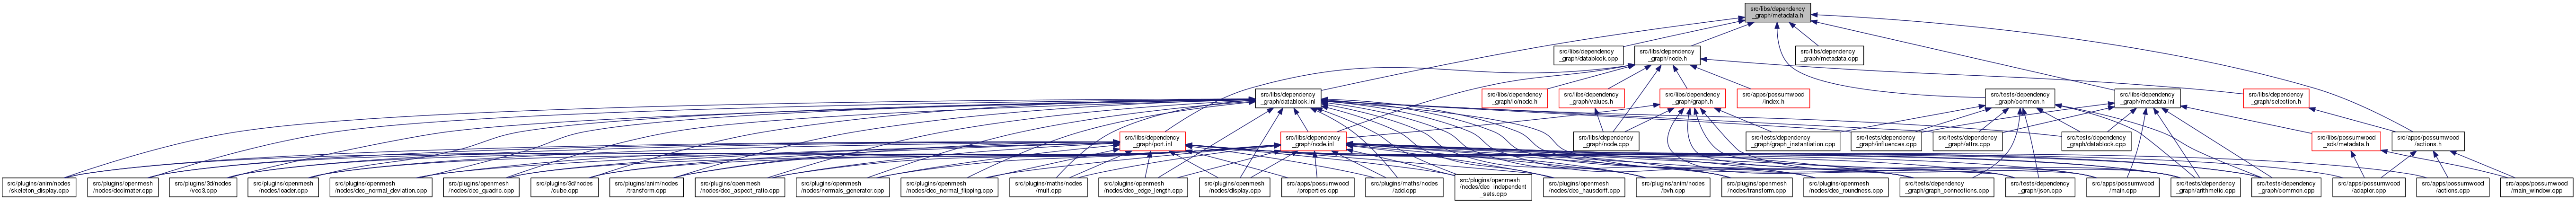 src/libs/dependency
_graph/metadata.h
src/libs/dependency
_graph/datablock.cpp
src/libs/dependency
_graph/node.h
src/libs/dependency
_graph/metadata.cpp
src/libs/dependency
_graph/datablock.inl
src/libs/dependency
_graph/io/node.h
src/libs/dependency
_graph/values.h
src/libs/dependency
_graph/graph.h
src/apps/possumwood
/index.h
src/tests/dependency
_graph/common.h
src/libs/dependency
_graph/metadata.inl
src/libs/dependency
_graph/selection.h
src/libs/dependency
_graph/port.inl
src/libs/dependency
_graph/node.inl
src/libs/dependency
_graph/node.cpp
src/tests/dependency
_graph/graph_instantiation.cpp
src/tests/dependency
_graph/influences.cpp
src/tests/dependency
_graph/attrs.cpp
src/tests/dependency
_graph/datablock.cpp
src/libs/possumwood
_sdk/metadata.h
src/apps/possumwood
/actions.h
src/plugins/anim/nodes
/skeleton_display.cpp
src/plugins/openmesh
/nodes/decimater.cpp
src/plugins/3d/nodes
/vec3.cpp
src/plugins/openmesh
/nodes/loader.cpp
src/plugins/openmesh
/nodes/dec_normal_deviation.cpp
src/plugins/openmesh
/nodes/dec_quadric.cpp
src/plugins/3d/nodes
/cube.cpp
src/plugins/anim/nodes
/transform.cpp
src/plugins/openmesh
/nodes/dec_aspect_ratio.cpp
src/plugins/openmesh
/nodes/normals_generator.cpp
src/plugins/openmesh
/nodes/dec_normal_flipping.cpp
src/plugins/maths/nodes
/mult.cpp
src/plugins/openmesh
/nodes/dec_edge_length.cpp
src/plugins/openmesh
/nodes/display.cpp
src/apps/possumwood
/properties.cpp
src/plugins/maths/nodes
/add.cpp
src/plugins/openmesh
/nodes/dec_independent
_sets.cpp
src/plugins/openmesh
/nodes/dec_hausdorf.cpp
src/plugins/anim/nodes
/bvh.cpp
src/plugins/openmesh
/nodes/transform.cpp
src/plugins/openmesh
/nodes/dec_roundness.cpp
src/tests/dependency
_graph/graph_connections.cpp
src/tests/dependency
_graph/json.cpp
src/apps/possumwood
/main.cpp
src/tests/dependency
_graph/arithmetic.cpp
src/tests/dependency
_graph/common.cpp
src/apps/possumwood
/adaptor.cpp
src/apps/possumwood
/actions.cpp
src/apps/possumwood
/main_window.cpp